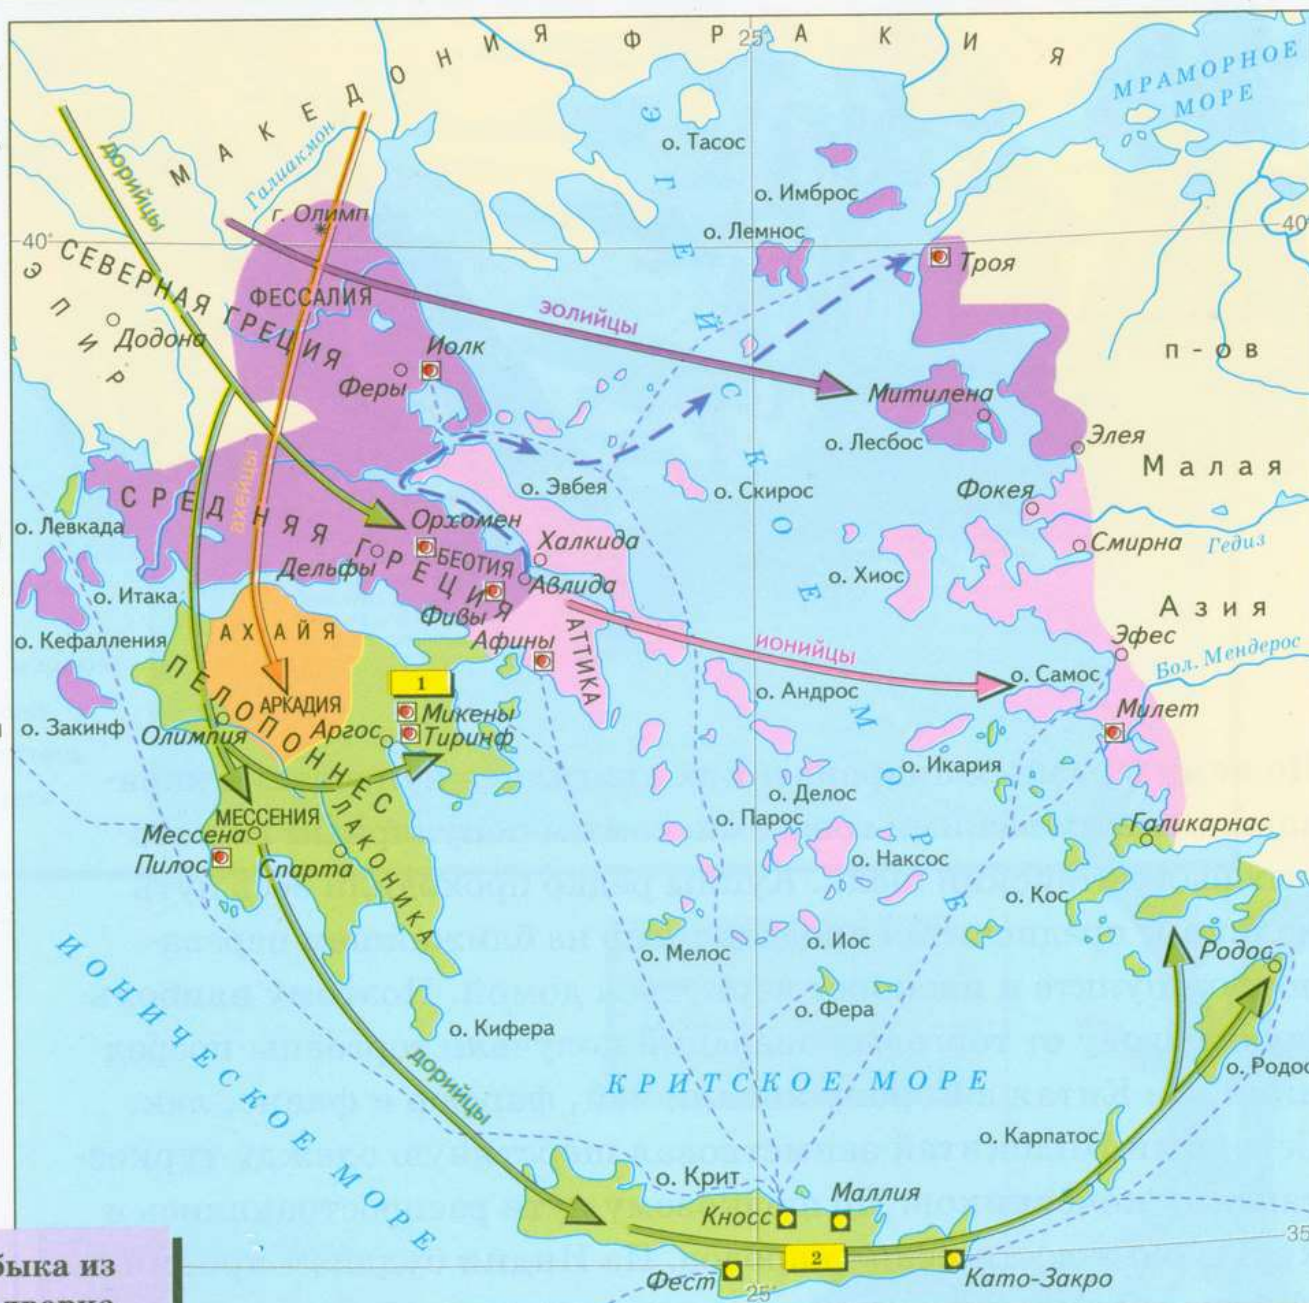 МАКЕДОНИЯ
ФРАКИЯ
25°
МРАМОРНОЕ
МОРЕ
ЭГЕЙСКОЕ МОРЕ
о. Тасос
дорийцы
Галиакмон
г. Олимп
о. Имброс
40°
40°
о. Лемнос
СЕВЕРНАЯ ГРЕЦИЯ
ЭПИР
ФЕССАЛИЯ
Троя
эолийцы
Додона
Иолк
Феры
п-ов
Митилена
о. Лесбос
Элея
Малая
Азия
ахейцы
СРЕДНЯЯ ГРЕЦИЯ
о. Эвбея
о. Скирос
Фокея
о. Левкада
Орхомен
Халкида
Смирна
Гедиз
Дельфы
БЕОТИЯ
Авлида
о. Хиос
о. Итака
Фивы
АХАЙЯ
Афины
АТТИКА
ионийцы
Эфес
о. Кефалления
Бол. Мендерос
ПЕЛОПОННЕС
1
о. Самос
о. Андрос
АРКАДИЯ
Микены
Милет
о. Закинф
Олимпия
Аргос
Тиринф
о. Икария
о. Делос
МЕССЕНИЯ
ЛАКОНИКА
о. Парос
Галикарнас
Мессена
Пилос
Спарта
о. Наксос
о. Кос
о. Мелос
о. Иос
Родос
ИОНИЧЕСКОЕ МОРЕ
о. Фера
о. Кифера
дорийцы
КРИТСКОЕ МОРЕ
о. Родос
о. Карпатос
о. Крит
Маллия
Кносс
2
35
Фест
Като-Закро
25°
быка из